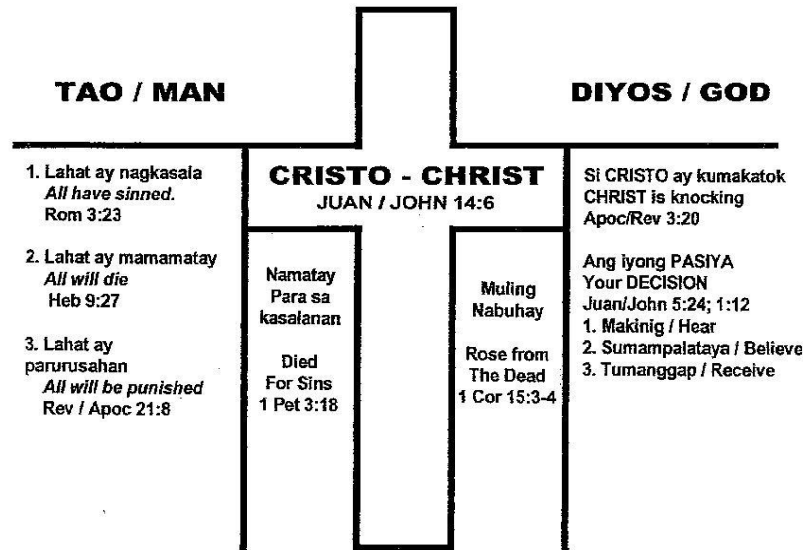 TAO / MAN
1. Lahat ay nagkasala
All have sinned.
Rom 3:23
2. Lahat ay mamamatay
All will die
Heb 9:27
3. Lahat ay
parurusahan
All will be punished
Rev / Apoc 21:8
CRISTO - CHRIST
JUAN / JOHN 14:6
Namatay
Para sa
kasalanan
Died
For Sins
1 Pet 3:18
Muling
Nabuhay
Rose from
The Dead
1 Cor 15:3-4
DIYOS / GOD
Si CRISTO ay kumakatok
CHRIST is knocking
Apoc/Rev 3:20
Ang iyong PASIYA
Your DECISION
Juan/John 5:24; 1:12
1. Makinig / Hear
2. Sumampalataya / Believe
3. Tumanggap / Receive